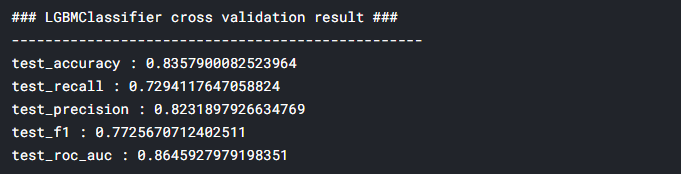 ### LGBMClassifier cross validation result ###
-------------------------------------------------
test_accuracy : 0.8357900082523964
test_recall : 0.7294117647058824
test_precision : 0.8231897926634769
test_f1 : 0.7725670712402511
test_roc_auc : 0.8645927979198351